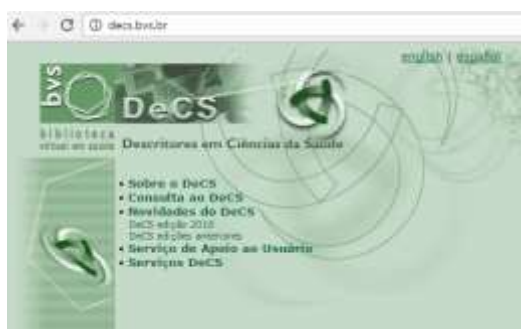 decs.bvs.br
english | español
bvs
DeCS
biblioteca
virtual em saúde
Descritores em Ciências da Saúde
• Sobre o DeCS
• Consulta ao DeCS
• Novidades do DeCS
DeCS edição
DeCS edições anteriores
• Serviço de Apoio ao Usuário
• Serviços DeCS